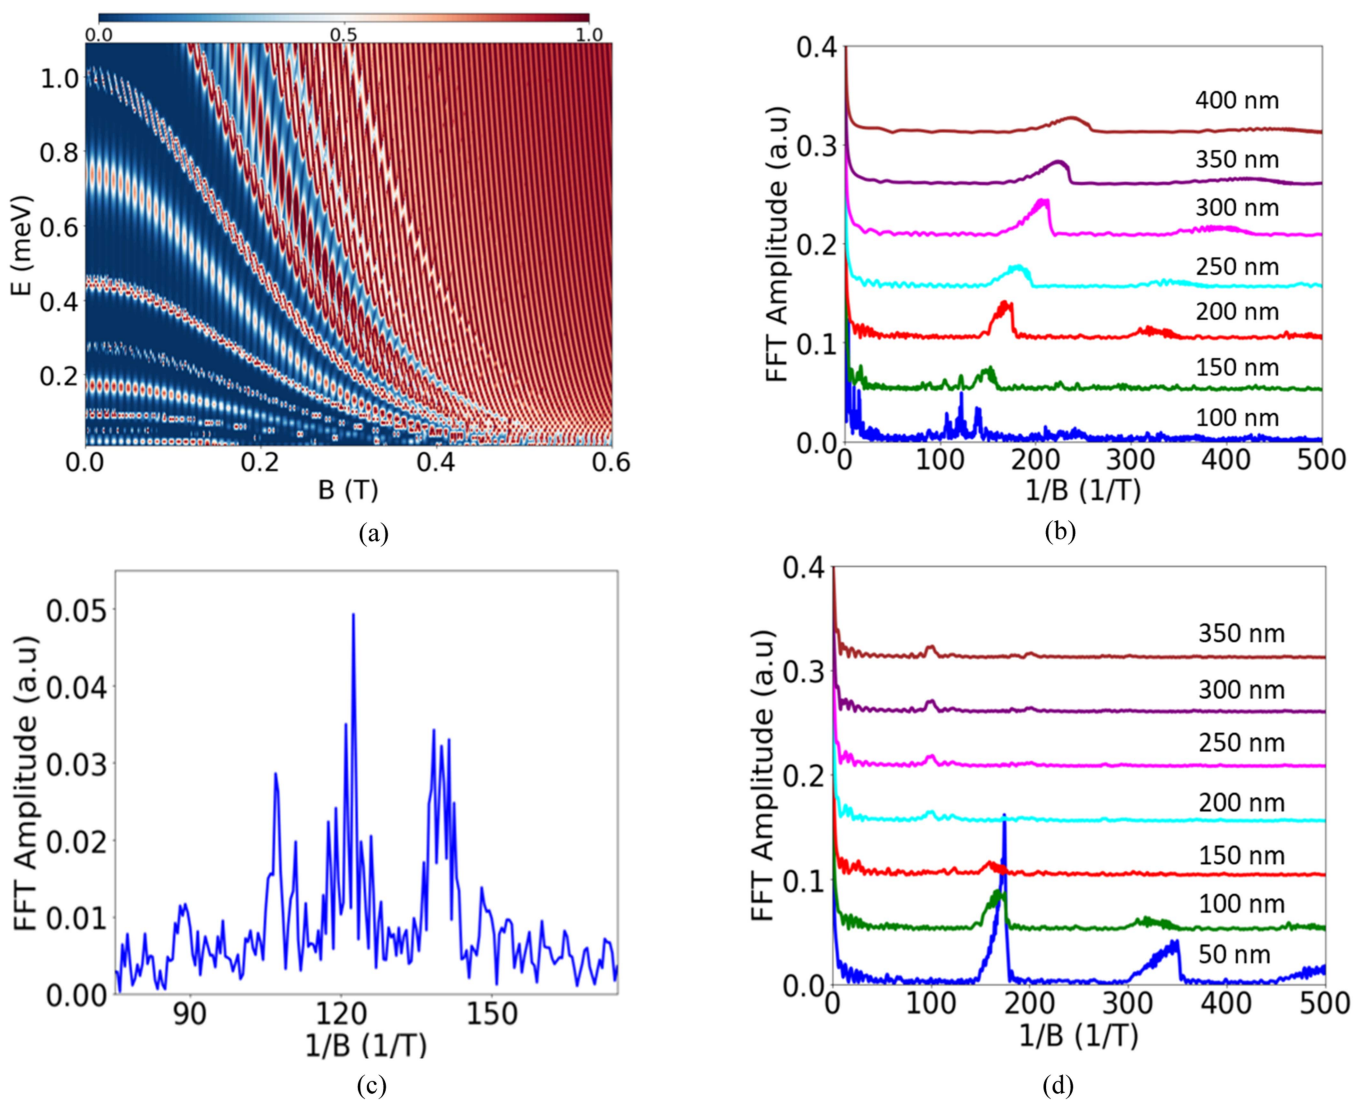 0.0 0.5 1.0
1.0
0.8
0.6
0.4
0.2
E (meV)
0.0 0.2 0.4 0.6
B (T)
(a)
0.4
0.3
0.2
0.1
0.0
FFT Amplitude (a.u)
400 nm
350 nm
300 nm
250 nm
200 nm
150 nm
100 nm
0 100 200 300 400 500
1/B (1/T)
(b)
0.05
0.04
0.03
0.02
0.01
0.00
FFT Amplitude (a.u)
90 120 150
1/B (1/T)
(c)
0.4
0.3
0.2
0.1
0.0
FFT Amplitude (a.u)
350 nm
300 nm
250 nm
200 nm
150 nm
100 nm
50 nm
0 100 200 300 400 500
1/B (1/T)
(d)